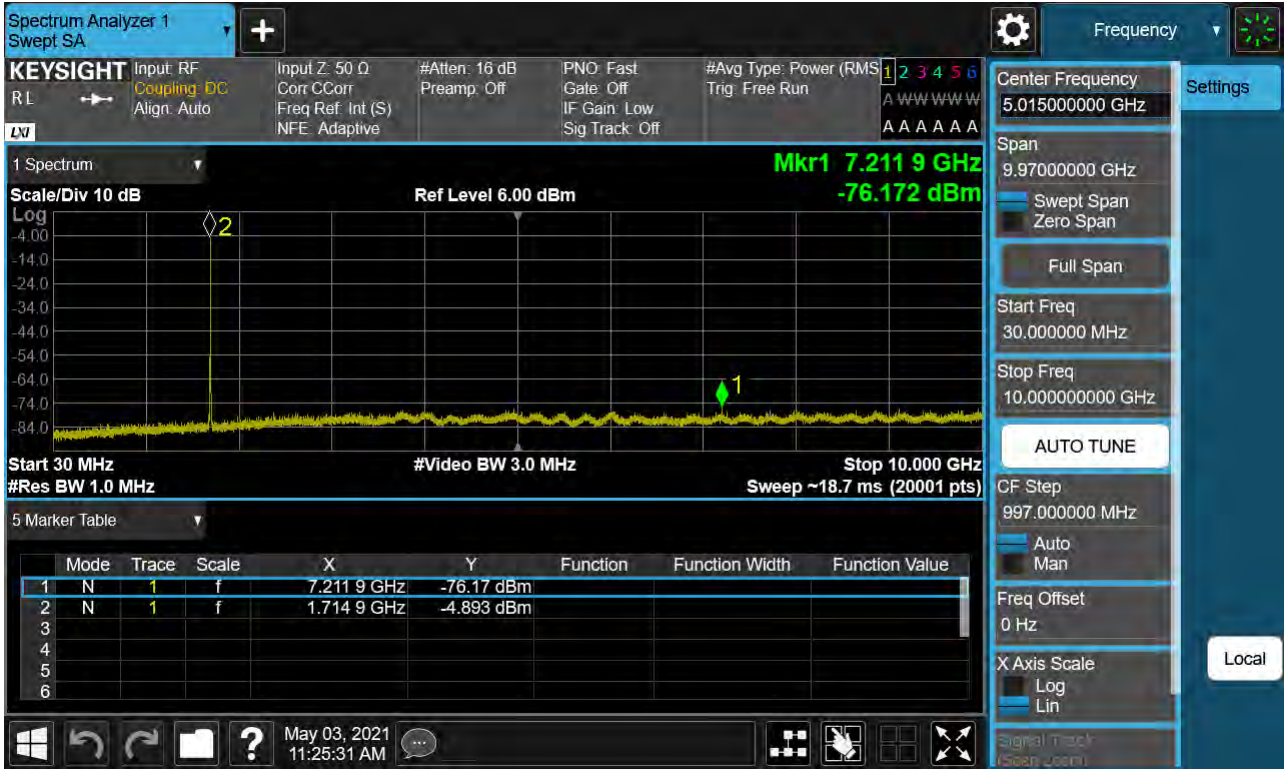 Spectrum Analyzer 1
Swept SA
+
Frequency
KEYSIGHT
RL
LXI
Input: RF
Coupling: DC
Align: Auto
Input Z: 50 Ω
Corr CCorr
Freq Ref: Int (S)
NFE: Adaptive
#Atten: 16 dB
Preamp: Off
PNO: Fast
Gate: Off
IF Gain: Low
Sig Track: Off
#Avg Type: Power (RMS
Trig: Free Run
1 2 3 4 5 6
A W W W W W
A A A A A A
1 Spectrum
Mkr1 7.211 9 GHz
-76.172 dBm
Scale/Div 10 dB
Ref Level 6.00 dBm
Log
-4.00
-14.0
-24.0
-34.0
-44.0
-54.0
-64.0
-74.0
-84.0
2
1
Start 30 MHz
#Video BW 3.0 MHz
Stop 10.000 GHz
#Res BW 1.0 MHz
Sweep ~18.7 ms (20001 pts)
5 Marker Table
Mode Trace Scale X Y Function Function Width Function Value
1 N 1 f 7.211 9 GHz -76.17 dBm
2 N 1 f 1.714 9 GHz -4.893 dBm
3
4
5
6
?
May 03, 2021
11:25:31 AM
Center Frequency
5.015000000 GHz
Span
9.97000000 GHz
Swept Span
Zero Span
Full Span
Start Freq
30.000000 MHz
Stop Freq
10.000000000 GHz
AUTO TUNE
CF Step
997.000000 MHz
Auto
Man
Freq Offset
0 Hz
X Axis Scale
Log
Lin
Signal Track
(Span Zoom)
Settings
Local